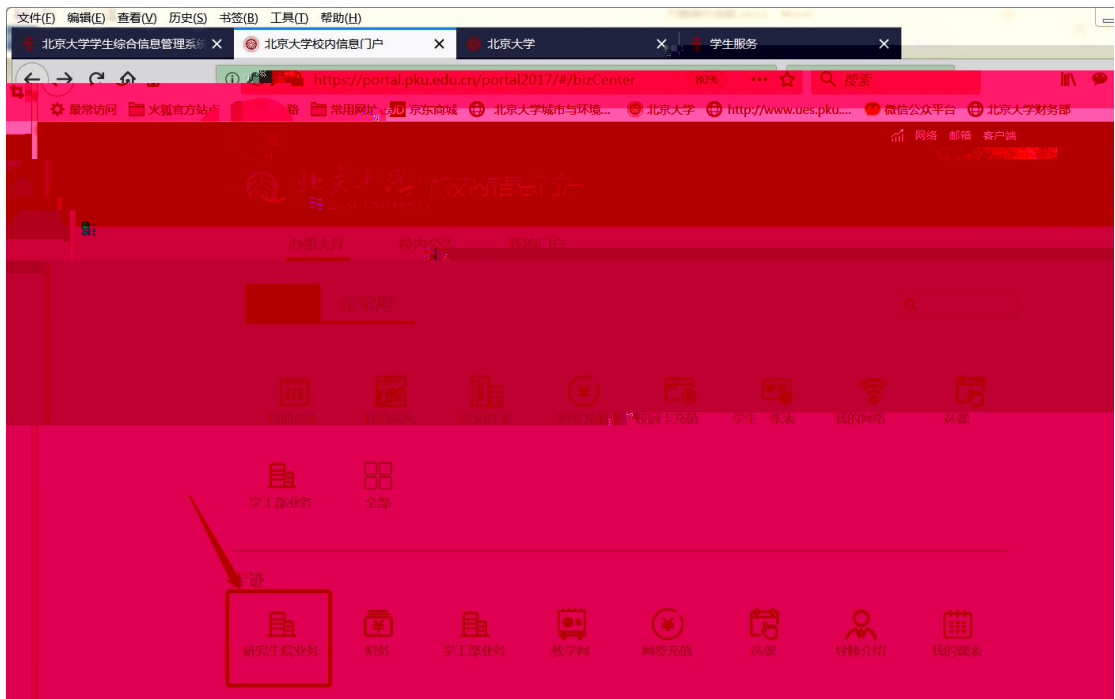 文件(F) 编辑(E) 查看(V) 历史(S) 书签(B) 工具(T) 帮助(H)
北京大学学生综合信息管理系统 北京大学校内信息门户 北京大学 学生服务
https://portal.pku.edu.cn/portal2017/#/bizCenter 80% 搜索
最常访问 火狐官方站点 常用网址 京东商城 北京大学城市与环境... 北京大学 http://www.ues.pku.... 微信公众平台 北京大学财务部
网络 邮箱 客户端
北京大学 校内信息门户
办事大厅 校内公告 我的门户
校园卡充值 学生一张表 我的网络 选课
学工部业务 全部
足迹
研究生院业务 财务 学工部业务 教学网 网费充值 选课 导师介绍 我的课表